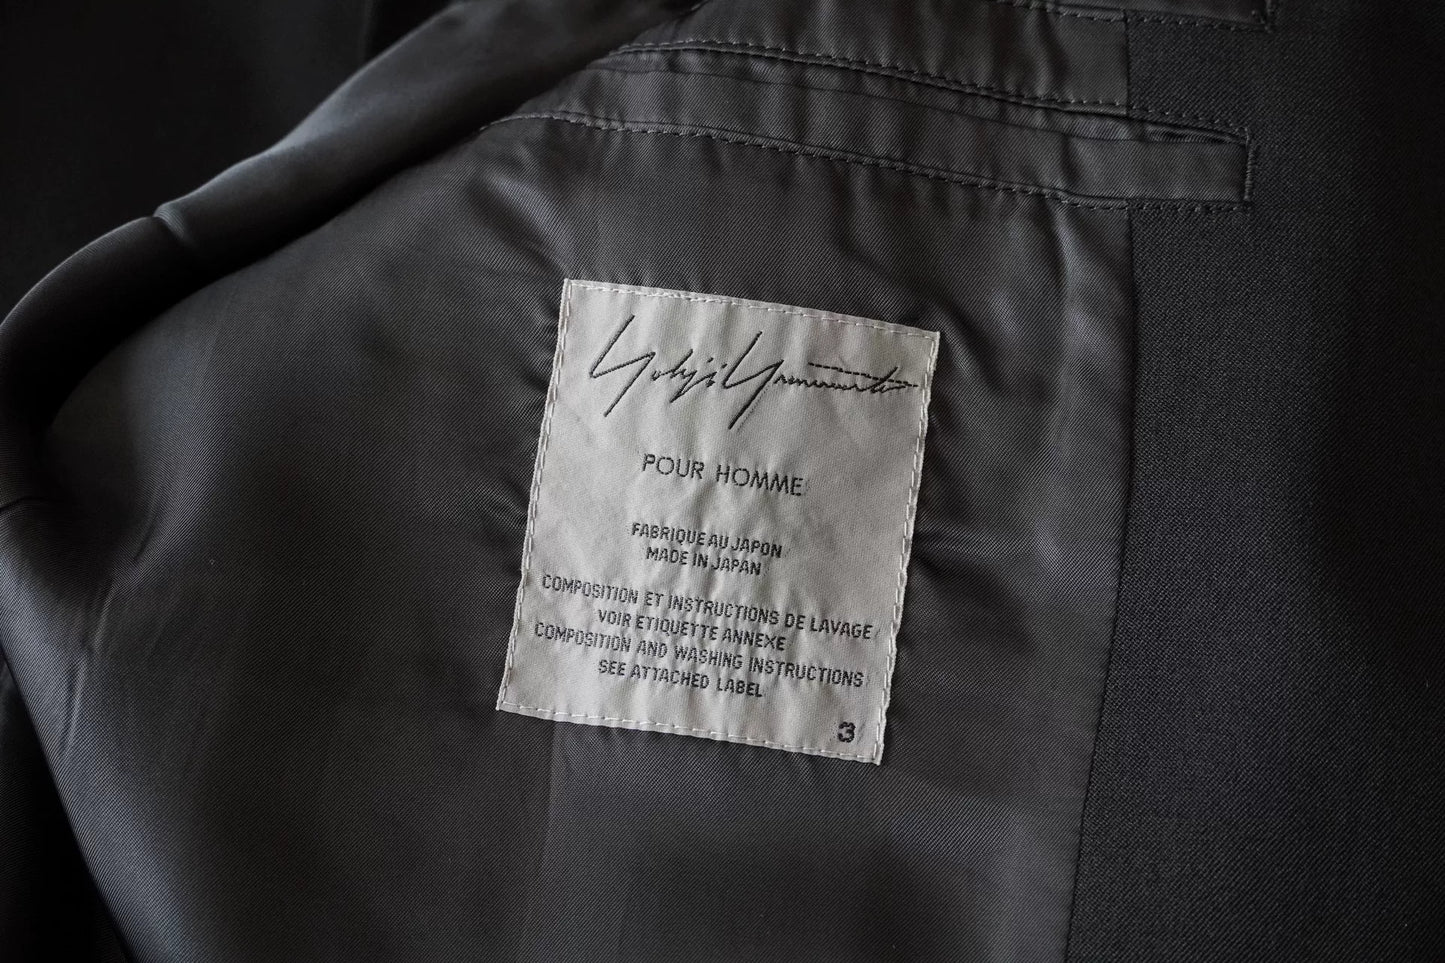 Yohji Yamamoto
POUR HOMME
FABRIQUE AU JAPON
MADE IN JAPAN
COMPOSITION ET INSTRUCTIONS DE LAVAGE
VOIR ETIQUETTE ANNEXE
COMPOSITION AND WASHING INSTRUCTIONS
SEE ATTACHED LABEL
3